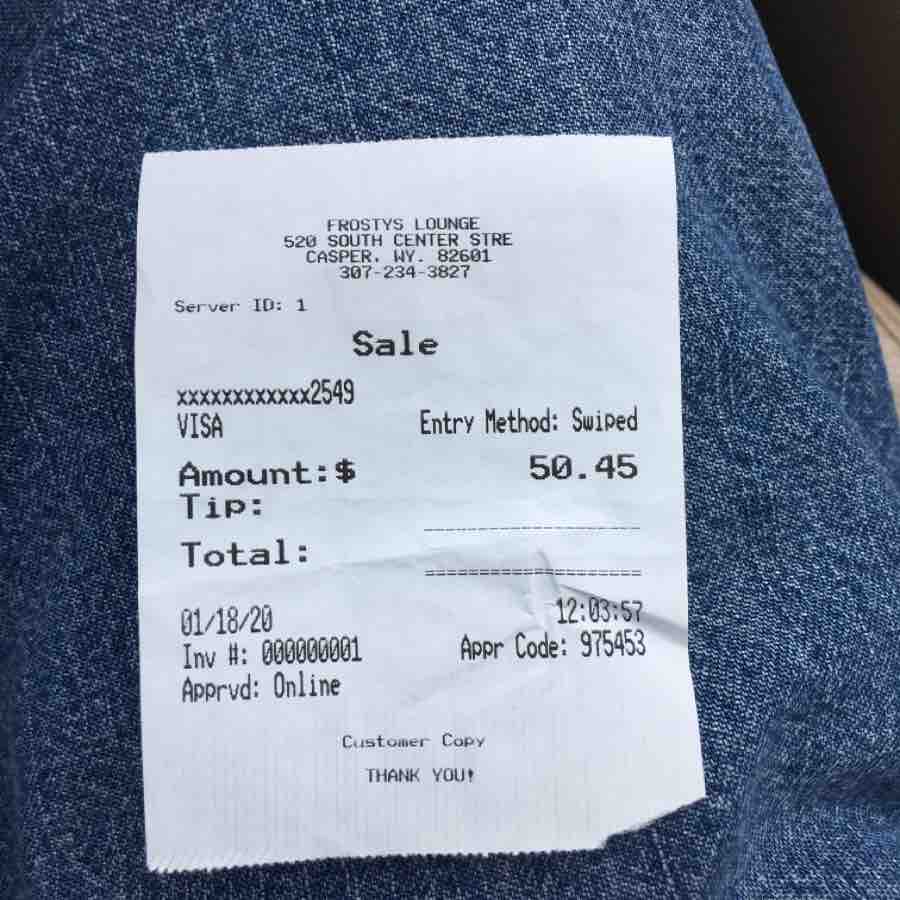 FROSTYS LOUNGE
520 SOUTH CENTER STRE
CASPER, WY. 82601
307-234-3827
Server ID: 1
Sale
xxxxxxxxxxxx2549
VISA Entry Method: Swiped
Amount:$ 50.45
Tip:
Total:
01/18/20 12:03:57
Inv #: 000000001 Appr Code: 975453
Apprvd: Online
Customer Copy
THANK YOU!